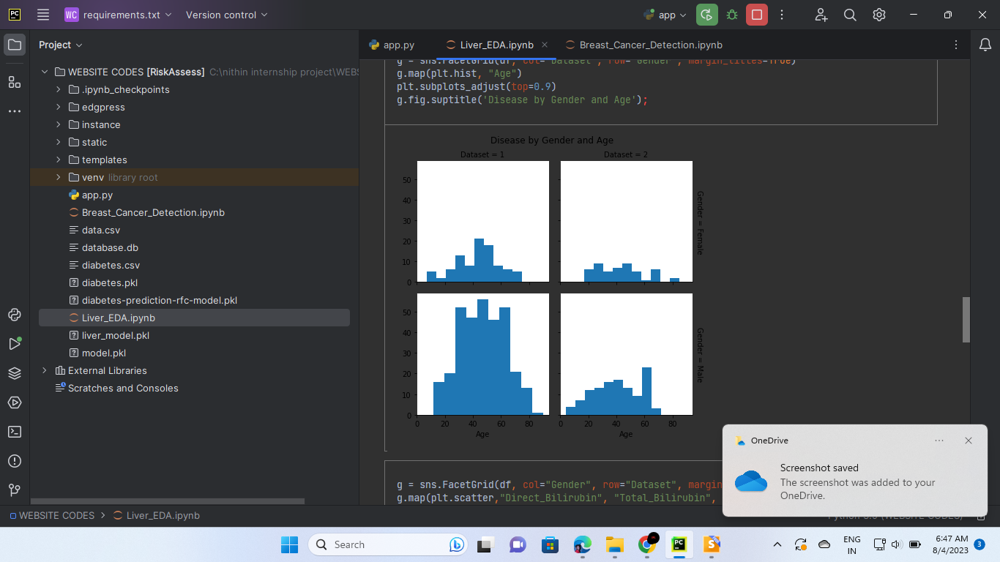 PC
WC requirements.txt Version control app
Project
app.py Liver_EDA.ipynb Breast_Cancer_Detection.ipynb
WEBSITE CODES [RiskAssess] C:\nithin internship project\WEBS
.ipynb_checkpoints
edgpress
instance
static
templates
venv library root
app.py
Breast_Cancer_Detection.ipynb
data.csv
database.db
diabetes.csv
diabetes.pkl
diabetes-prediction-rfc-model.pkl
Liver_EDA.ipynb
liver_model.pkl
model.pkl
External Libraries
Scratches and Consoles
g = sns.FacetGrid(df, col="Dataset", row="Gender", margin_titles=True)
g.map(plt.hist, "Age")
plt.subplots_adjust(top=0.9)
g.fig.suptitle('Disease by Gender and Age');
Disease by Gender and Age
Dataset = 1 Dataset = 2
50
40
30
20
10
0
Gender = Female
50
40
30
20
10
0
Gender = Male
0 20 40 60 80 0 20 40 60 80
Age Age
g = sns.FacetGrid(df, col="Gender", row="Dataset", margin
g.map(plt.scatter,"Direct_Bilirubin", "Total_Bilirubin",
OneDrive
Screenshot saved
The screenshot was added to your
OneDrive.
WEBSITE CODES Liver_EDA.ipynb
Search
PC
S
ENG
IN
6:47 AM
8/4/2023
3